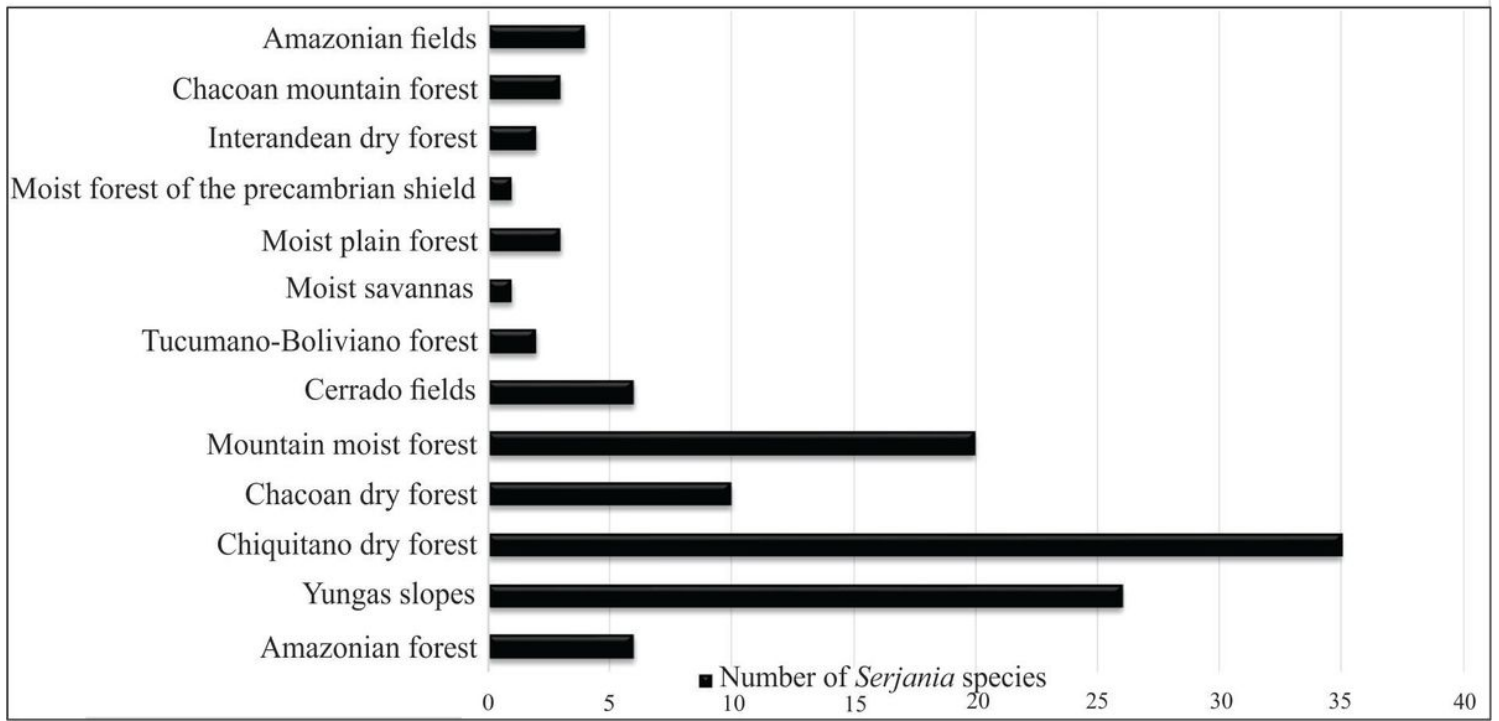 Amazonian fields
Chacoan mountain forest
Interandean dry forest
Moist forest of the precambrian shield
Moist plain forest
Moist savannas
Tucumano-Boliviano forest
Cerrado fields
Mountain moist forest
Chacoan dry forest
Chiquitano dry forest
Yungas slopes
Amazonian forest
Number of Serjania species
0 5 10 15 20 25 30 35 40